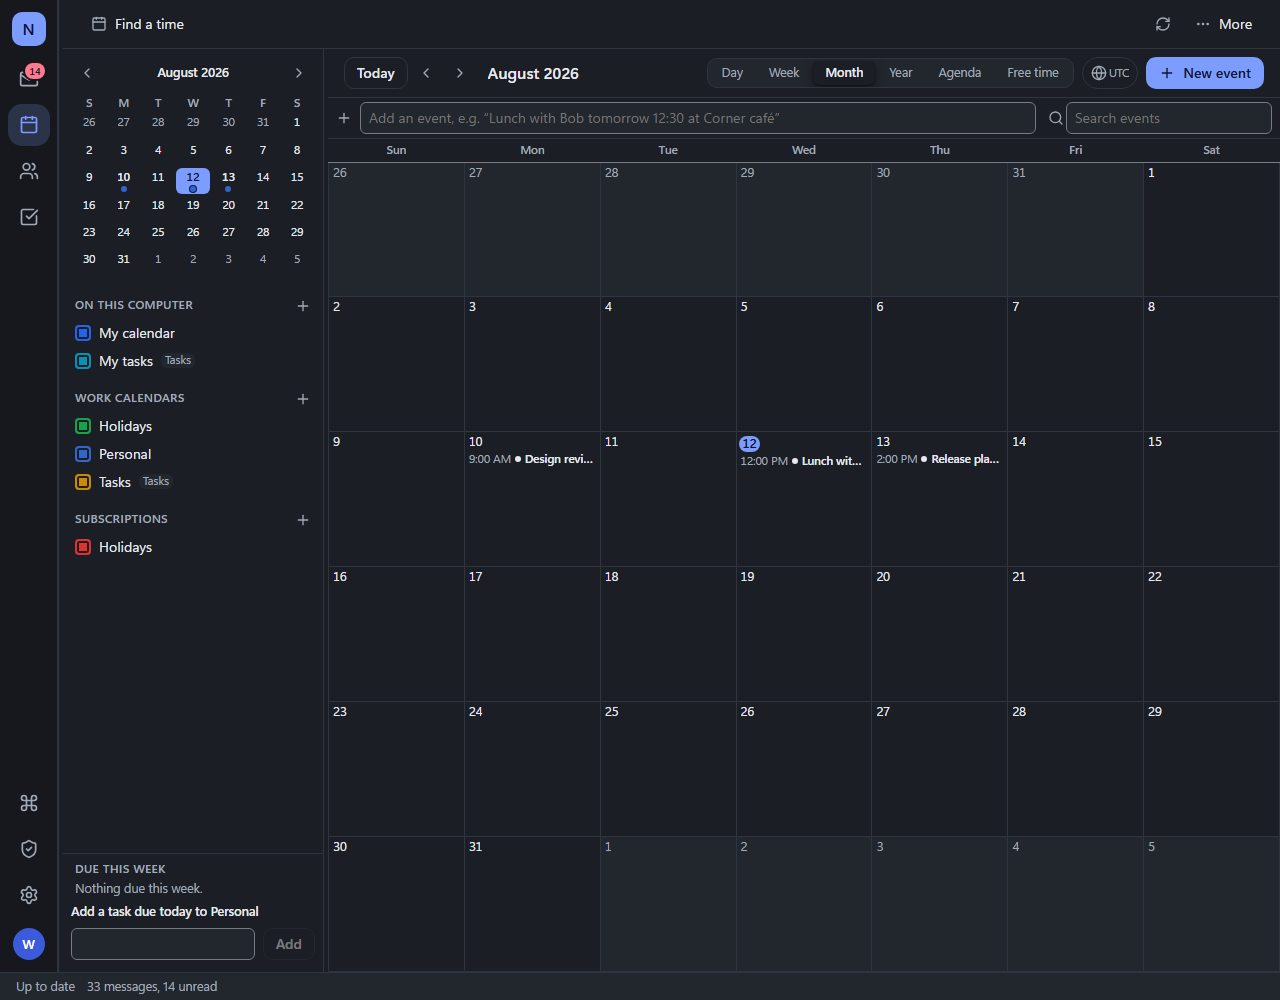 N
Find a time
More
14
August 2026
S M T W T F S
26 27 28 29 30 31 1
2 3 4 5 6 7 8
9 10 11 12 13 14 15
16 17 18 19 20 21 22
23 24 25 26 27 28 29
30 31 1 2 3 4 5
ON THIS COMPUTER
My calendar
My tasks Tasks
WORK CALENDARS
Holidays
Personal
Tasks Tasks
SUBSCRIPTIONS
Holidays
DUE THIS WEEK
Nothing due this week.
Add a task due today to Personal
Add
W
Today August 2026 Day Week Month Year Agenda Free time UTC New event
Add an event, e.g. “Lunch with Bob tomorrow 12:30 at Corner café” Search events
Sun Mon Tue Wed Thu Fri Sat
26 27 28 29 30 31 1
2 3 4 5 6 7 8
9 10 11 12 13 14 15
9:00 AM Design revi... 12:00 PM Lunch wit... 2:00 PM Release pla...
16 17 18 19 20 21 22
23 24 25 26 27 28 29
30 31 1 2 3 4 5
Up to date 33 messages, 14 unread